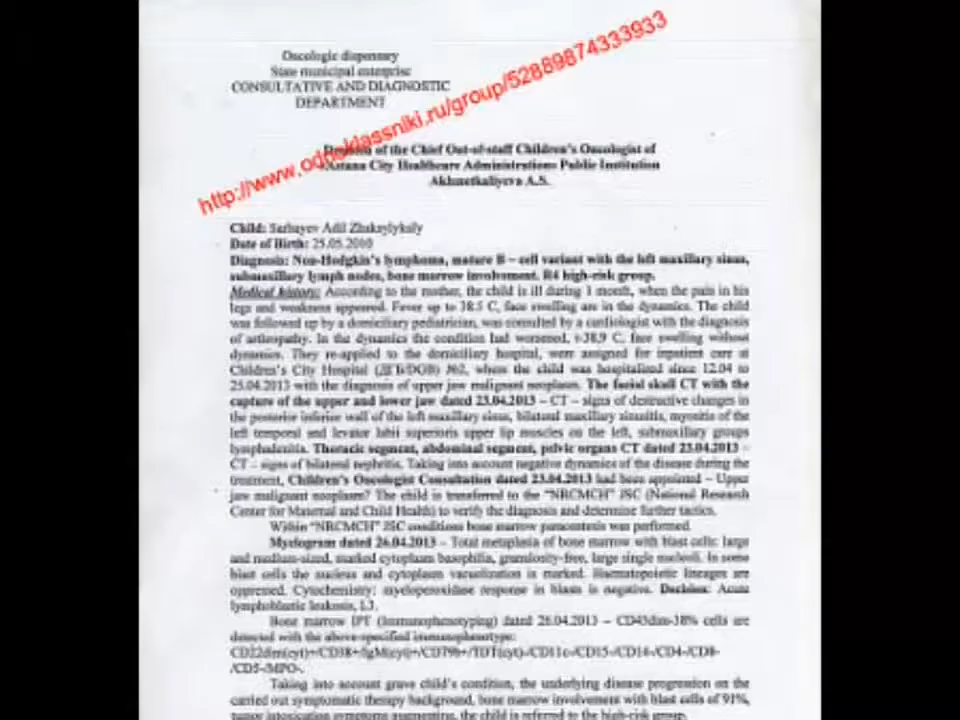 Oncologic dispensary
State municipal enterprise
CONSULTATIVE AND DIAGNOSTIC
DEPARTMENT
http://www.odnoklassniki.ru/group/52889874333933
of the Chief Out-of-staff Children's Oncologist of
Astana City Healthcare Administrations Public Institution
Akhmetkaliyeva A.S.
Child: Sarbayev Adil Zhaksylykuly
Date of Birth: 25.05.2010
Diagnosis: Non-Hodgkin's lymphoma, mature B – cell variant with the left maxillary sinus,
submaxillary lymph nodes, bone marrow involvement. R4 high-risk group.
Medical history: According to the mother, the child is ill during 1 month, when the pain in his
legs and weakness appeared. Fever up to 38.5 C, face swelling are in the dynamics. The child
was followed up by a domiciliary pediatrician, was consulted by a cardiologist with the diagnosis
of arthropathy. In the dynamics the condition had worsened, t-38,9 C, face swelling without
dynamics. They re-applied to the domiciliary hospital, were assigned for inpatient care at
Children's City Hospital (ДГБ/DGB) №2, where the child was hospitalized since 12.04 to
25.04.2013 with the diagnosis of upper jaw malignant neoplasm. The facial skull CT with the
capture of the upper and lower jaw dated 23.04.2013 – CT – signs of destructive changes in
the posterior inferior wall of the left maxillary sinus, bilateral maxillary sinusitis, myositis of the
left temporal and levator labii superioris upper lip muscles on the left, submaxillary groups
lymphadenitis. Thoracic segment, abdominal segment, pelvic organs CT dated 23.04.2013 –
CT – signs of bilateral nephritis. Taking into account negative dynamics of the disease during the
treatment, Children's Oncologist Consultation dated 23.04.2013 had been appointed – Upper
jaw malignant neoplasm? The child is transferred to the "NRCMCH" JSC (National Research
Center for Maternal and Child Health) to verify the diagnosis and determine further tactics.
Within "NRCMCH" JSC conditions bone marrow paracentesis was performed.
Myelogram dated 26.04.2013 – Total metaplasia of bone marrow with blast cells: large
and medium-sized, marked cytoplasm basophilia, granulosity-free, large single nucleoli. In some
blast cells the nucleus and cytoplasm vacuolization is marked. Haematopoietic lineages are
oppressed. Cytochemistry: myeloperoxidase response in blasts is negative. Decision: Acute
lymphoblastic leukosis, L3.
Bone marrow IPT (Immunophenotyping) dated 26.04.2013 – CD45dim-38% cells are
detected with the above-specified immunophenotype:
CD22dim(cyt)+/CD38+/IgM(cyt)+/CD79b+/TDT(cyt)-/CD11c-/CD15-/CD14-/CD4-/CD8-
/CD5-/MPO-.
Taking into account grave child's condition, the underlying disease progression on the
carried out symptomatic therapy background, bone marrow involvement with blast cells of 91%,
tumor intoxication symptoms augmenting, the child is referred to the high-risk group.